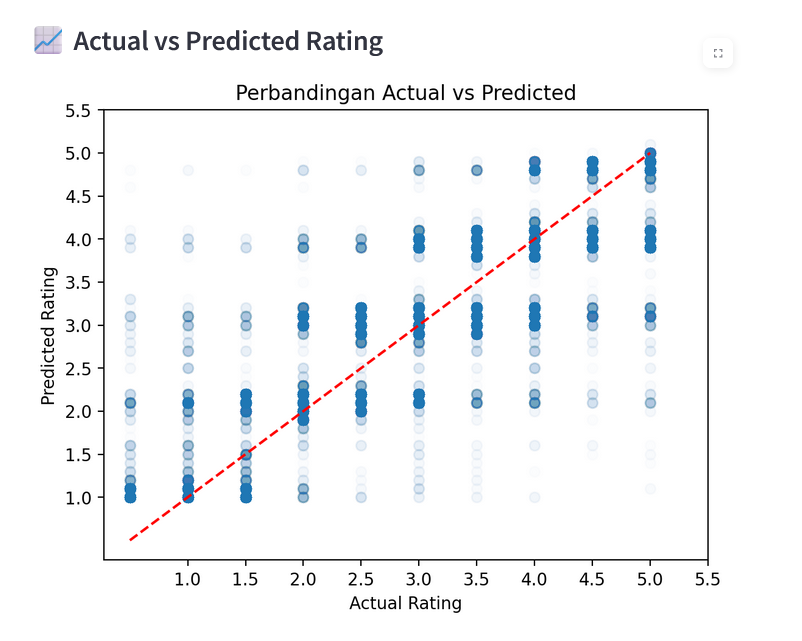 Actual vs Predicted Rating
Perbandingan Actual vs Predicted
5.5
5.0
4.5
4.0
3.5
3.0
2.5
2.0
1.5
1.0
Predicted Rating
1.0 1.5 2.0 2.5 3.0 3.5 4.0 4.5 5.0 5.5
Actual Rating